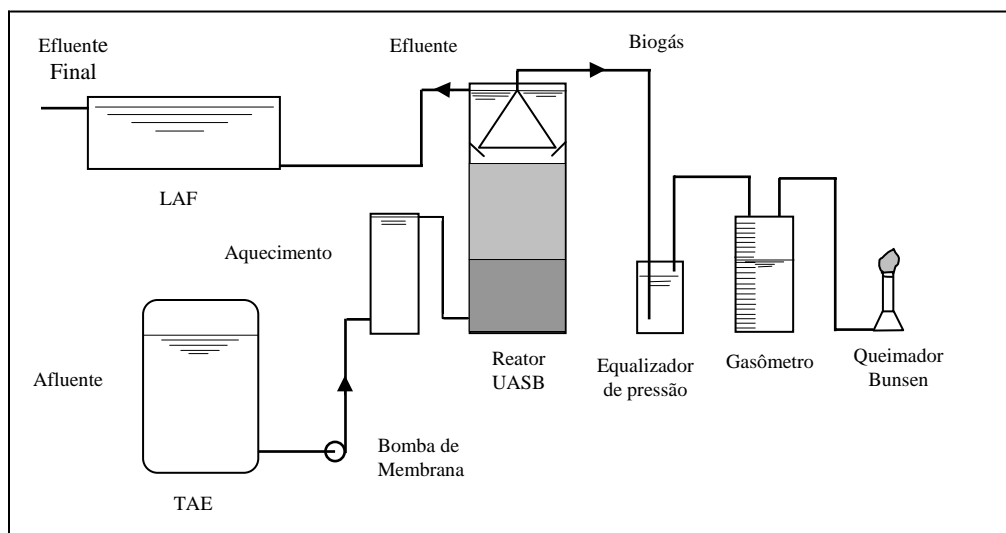 Efluente
Final
Efluente
Biogás
LAF
Aquecimento
Afluente
TAE
Bomba de
Membrana
Reator
UASB
Equalizador
de pressão
Gasômetro
Queimador
Bunsen